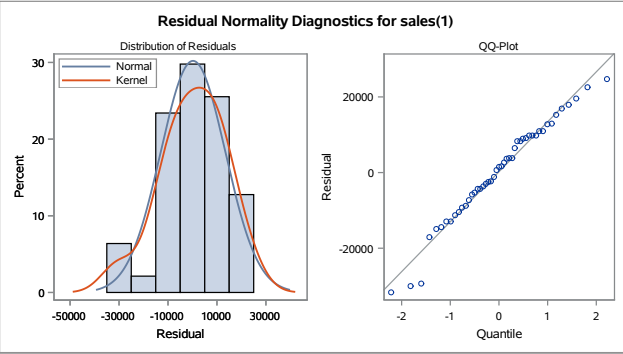 Residual Normality Diagnostics for sales(1)
Distribution of Residuals
Normal
Kernel
30
20
10
0
Percent
-50000 -30000 -10000 10000 30000
Residual
QQ-Plot
20000
0
-20000
Residual
-2 -1 0 1 2
Quantile